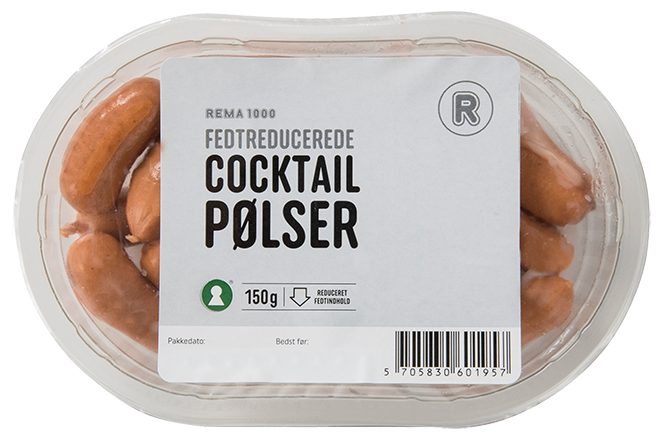 REMA 1000
R
FEDTREDUCEREDE
COCKTAIL
PØLSER
150g
REDUCERET
FEDTINDHOLD
Pakkedato:
Bedst før:
5 705830 601957